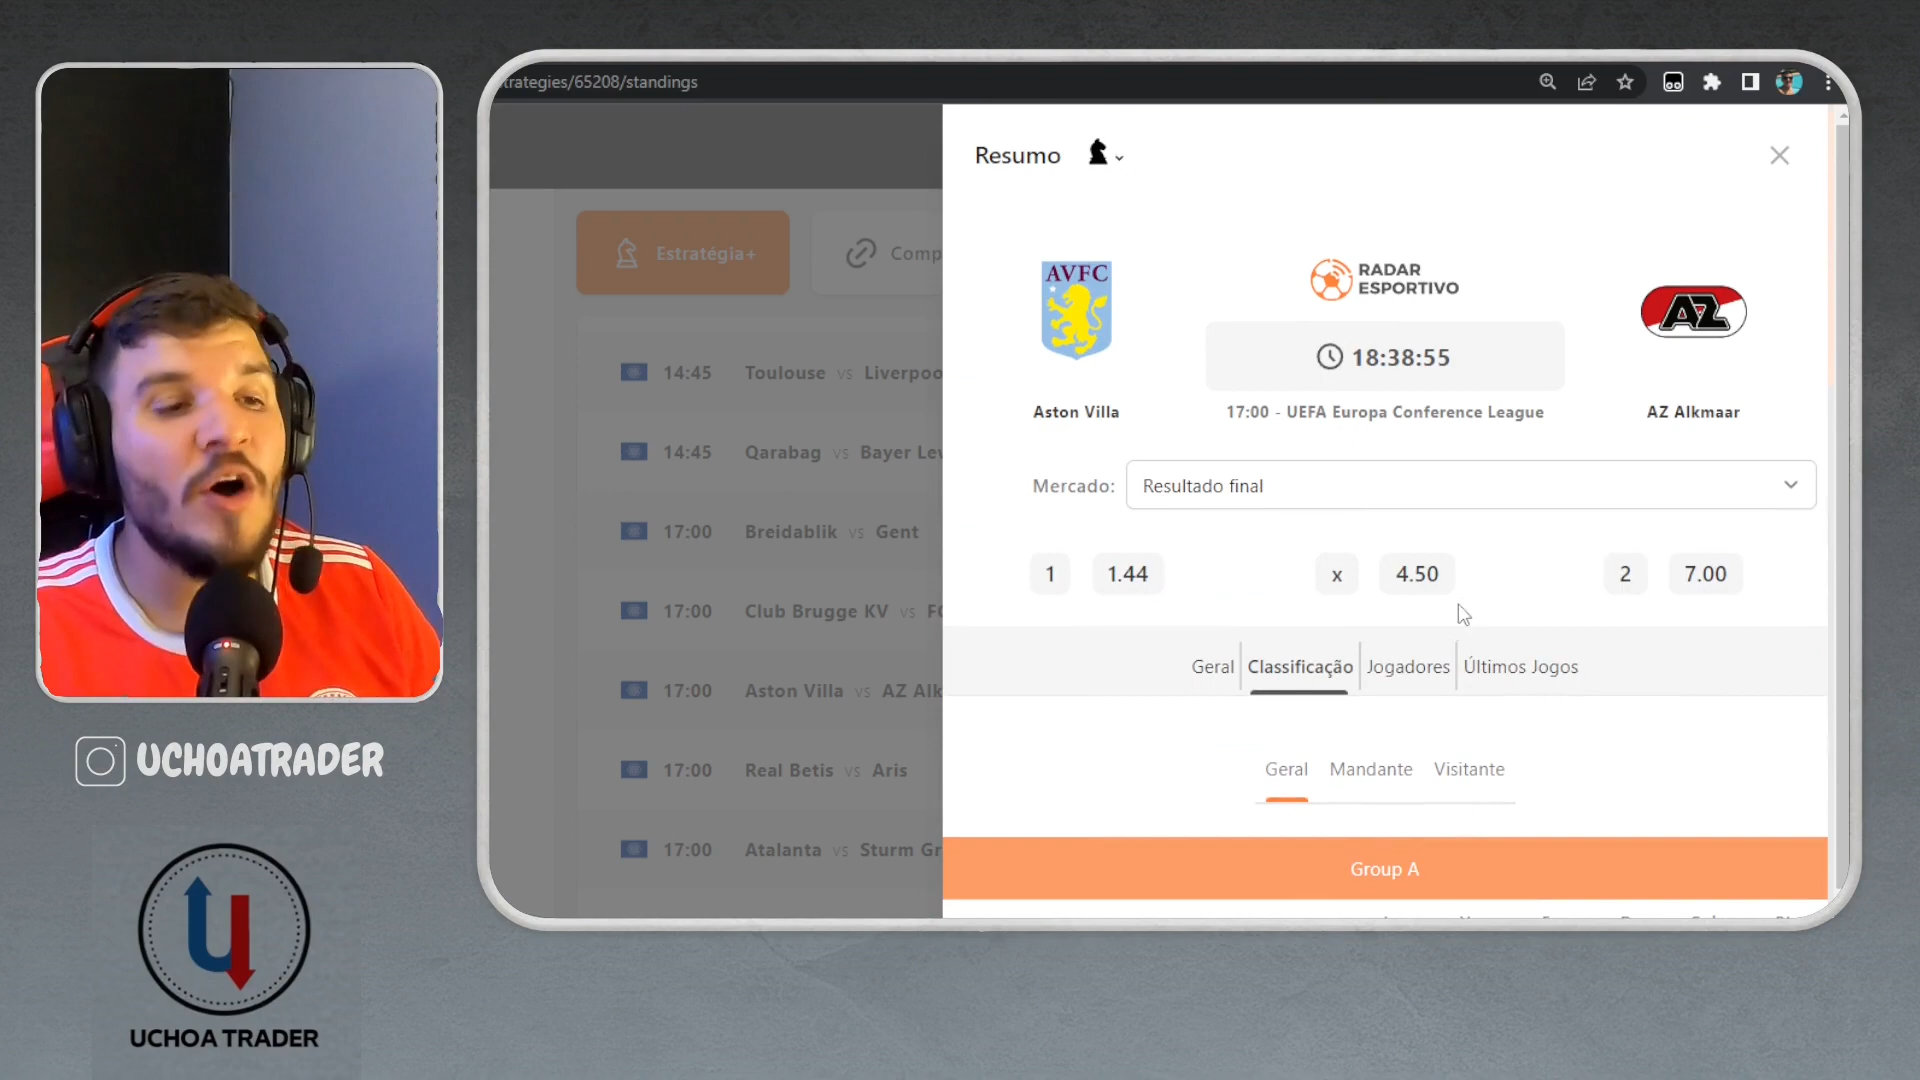 trategies/65208/standings
Resumo
Estratégia+
Comp
14:45 Toulouse vs Liverpoo
14:45 Qarabag vs Bayer Le
17:00 Breidablik vs Gent
17:00 Club Brugge KV vs F
17:00 Aston Villa vs AZ Alk
17:00 Real Betis vs Aris
17:00 Atalanta vs Sturm Gr
AVFC
RADAR
ESPORTIVO
AZ
18:38:55
Aston Villa
17:00 - UEFA Europa Conference League
AZ Alkmaar
Mercado: Resultado final
1 1.44 x 4.50 2 7.00
Geral Classificação Jogadores Últimos Jogos
Geral Mandante Visitante
Group A
UCHOATRADER
U
UCHOA TRADER